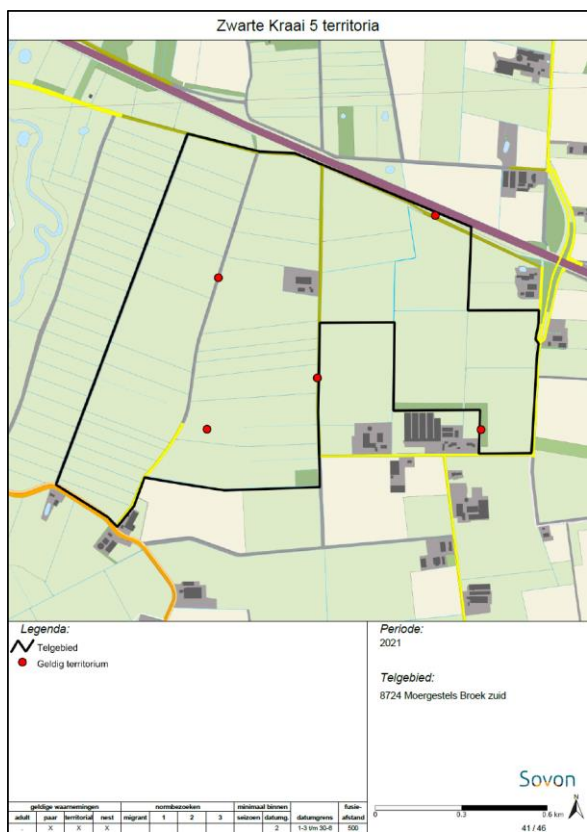 Zwarte Kraai 5 territoria
Legenda:
Telgebied
Geldig territorium
Periode:
2021
Telgebied:
8724 Moergestels Broek zuid
Sovon
0 0.3 0.6 km
N
41 / 46
geldige waarnemingen normbezoeken minimaal binnen fusie-
adult paar territorial nest migrant 1 2 3 seizoen datumg. datumgrens afstand
. X X X 2 1-3 t/m 30-6 500